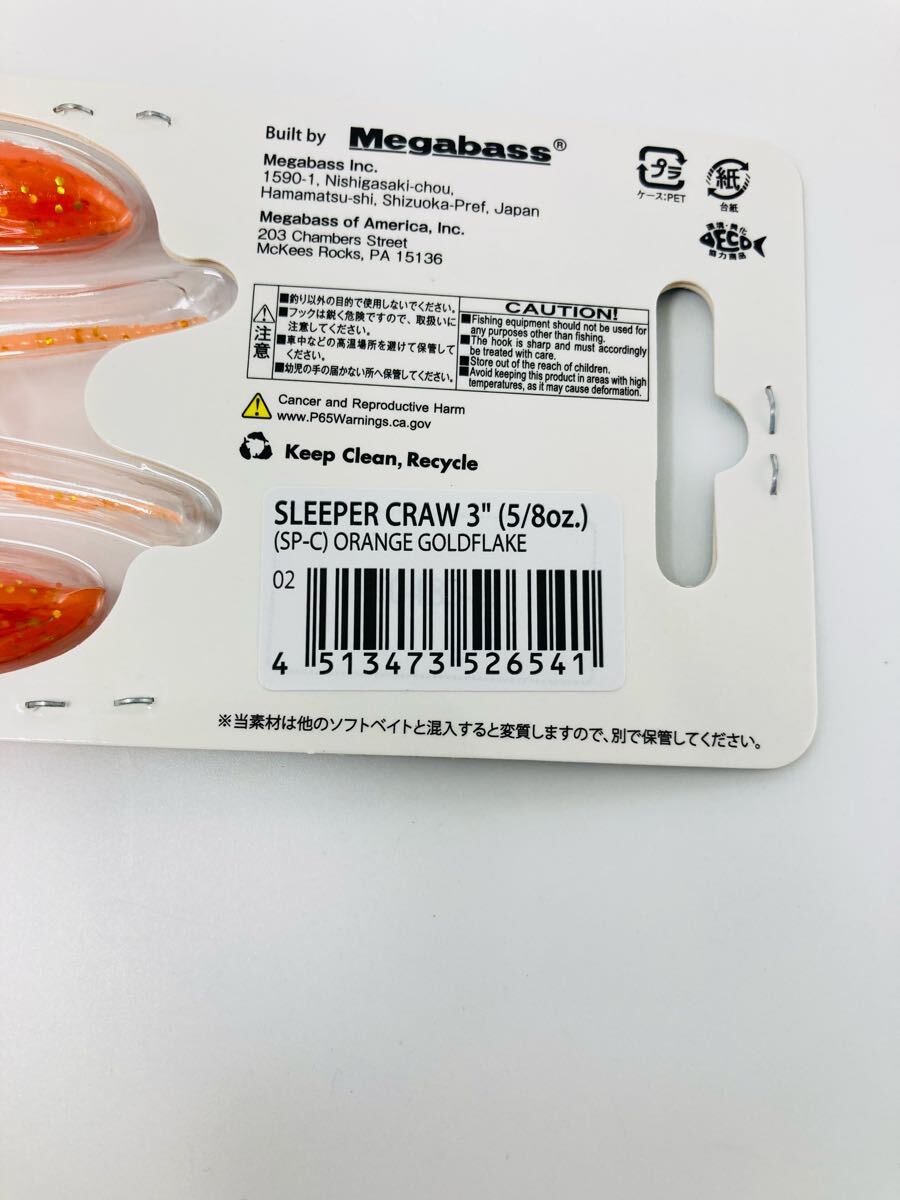 Built by Megabass®
Megabass Inc.
1590-1, Nishigasaki-chou,
Hamamatsu-shi, Shizuoka-Pref, Japan
Megabass of America, Inc.
203 Chambers Street
McKees Rocks, PA 15136
プラ
ケース:PET
紙
台紙
環境・美化
ECO
協力商品
注意
■釣り以外の目的で使用しないでください。
■フックは鋭く危険ですので、取扱いに
注意してください。
■車中などの高温場所を避けて保管して
ください。
■幼児の手の届かない所へ保管してください。
CAUTION!
■Fishing equipment should not be used for
any purposes other than fishing.
■The hook is sharp and must accordingly
be treated with care.
■Store out of the reach of children.
■Avoid keeping this product in areas with high
temperatures, as it may cause deformation.
Cancer and Reproductive Harm
www.P65Warnings.ca.gov
Keep Clean, Recycle
SLEEPER CRAW 3" (5/8oz.)
(SP-C) ORANGE GOLDFLAKE
02
4 513473 526541
※当素材は他のソフトベイトと混入すると変質しますので、別で保管してください。